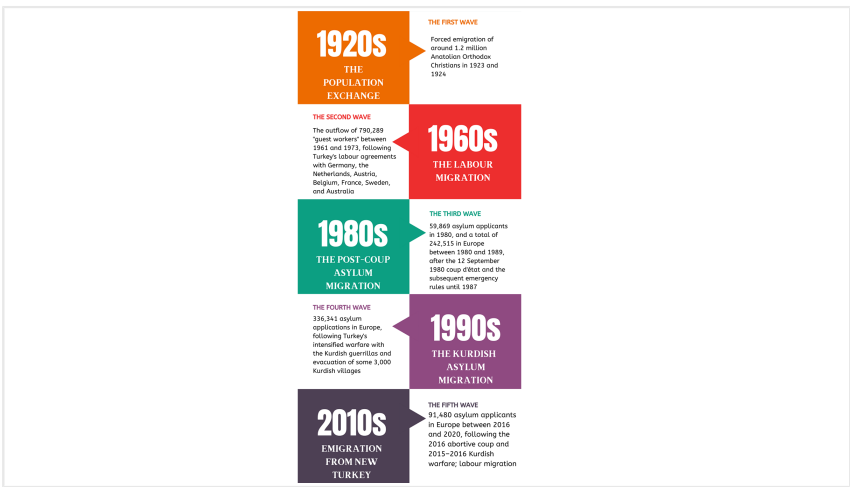 1920s
THE
POPULATION
EXCHANGE
THE FIRST WAVE
Forced emigration of
around 1.2 million
Anatolian Orthodox
Christians in 1923 and
1924
THE SECOND WAVE
The outflow of 790,289
"guest workers" between
1961 and 1973, following
Turkey's labour agreements
with Germany, the
Netherlands, Austria,
Belgium, France, Sweden,
and Australia
1960s
THE LABOUR
MIGRATION
1980s
THE POST-COUP
ASYLUM
MIGRATION
THE THIRD WAVE
59,869 asylum applicants
in 1980, and a total of
242,515 in Europe
between 1980 and 1989,
after the 12 September
1980 coup d'état and the
subsequent emergency
rules until 1987
THE FOURTH WAVE
336,341 asylum
applications in Europe,
following Turkey's
intensified warfare with
the Kurdish guerrillas and
evacuation of some 3,000
Kurdish villages
1990s
THE KURDISH
ASYLUM
MIGRATION
2010s
EMIGRATION
FROM NEW
TURKEY
THE FIFTH WAVE
91,480 asylum applicants
in Europe between 2016
and 2020, following the
2016 abortive coup and
2015–2016 Kurdish
warfare; labour migration